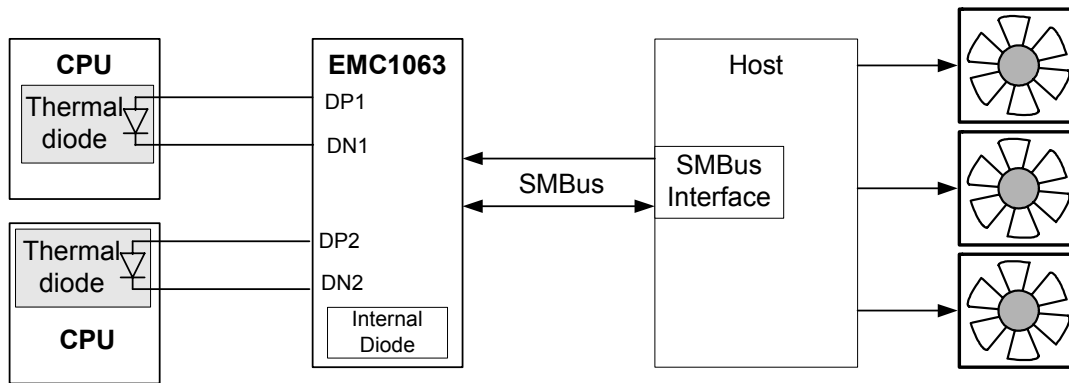 CPU
Thermal
diode
Thermal
diode
CPU
EMC1063
DP1
DN1
DP2
DN2
Internal
Diode
SMBus
Host
SMBus
Interface